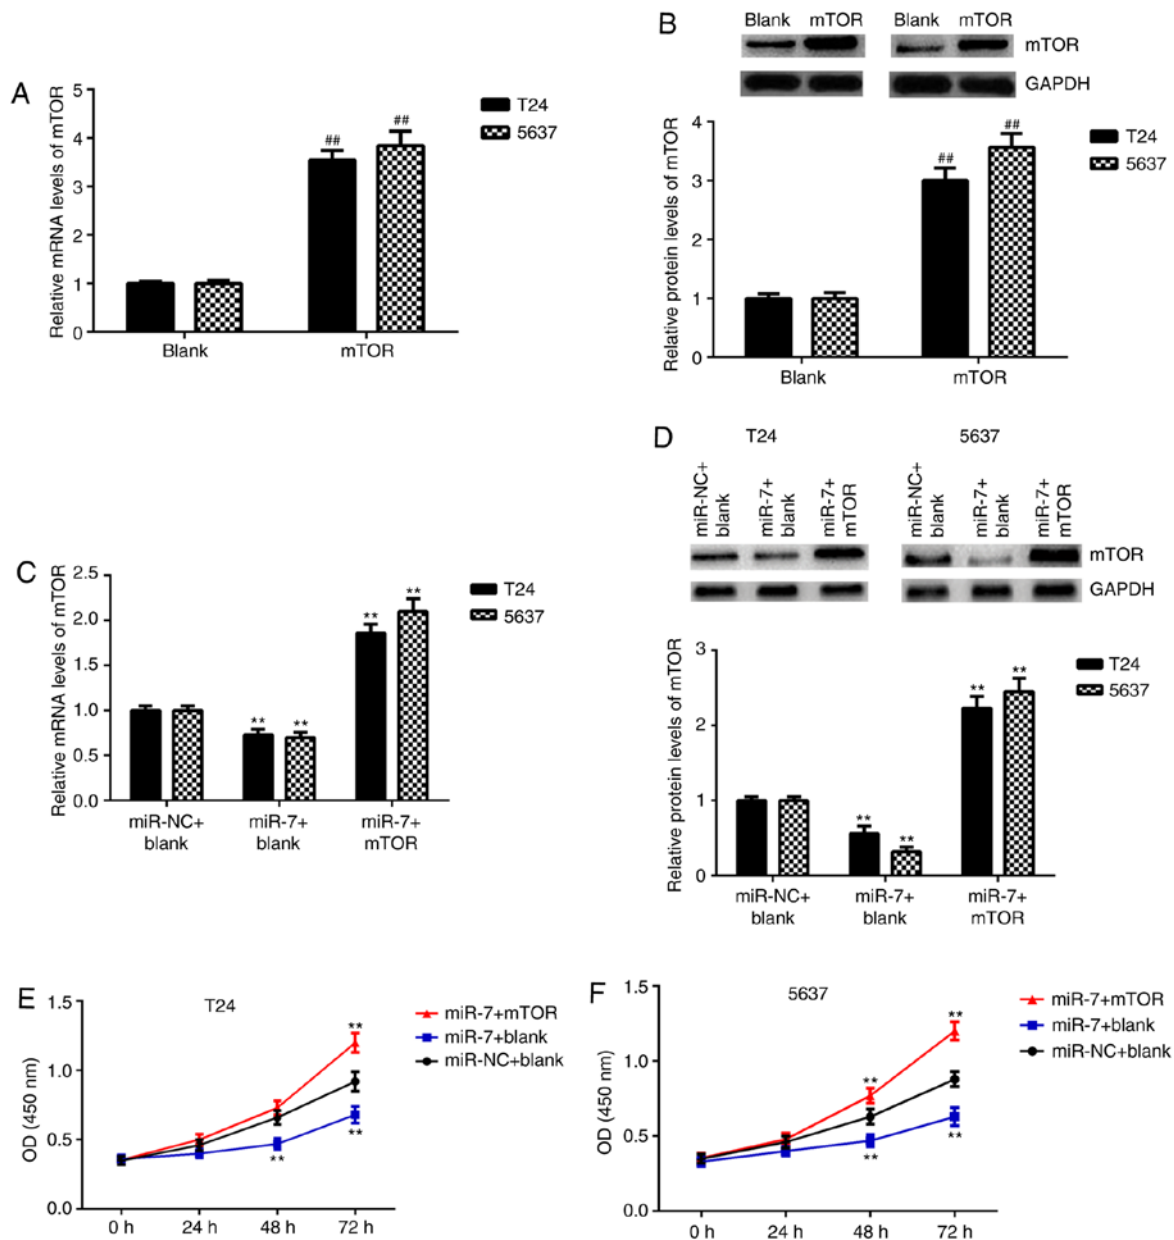 A
Relative mRNA levels of mTOR
5
4
3
2
1
0
##
##
Blank
mTOR
T24
5637
B
Blank mTOR
Blank mTOR
mTOR
GAPDH
Relative protein levels of mTOR
4
3
2
1
0
##
##
Blank
mTOR
T24
5637
C
Relative mRNA levels of mTOR
2.5
2.0
1.5
1.0
0.5
0.0
**
**
**
**
miR-NC+
blank
miR-7+
blank
miR-7+
mTOR
T24
5637
D
T24
5637
miR-NC+
blank
miR-7+
blank
miR-7+
mTOR
miR-NC+
blank
miR-7+
blank
miR-7+
mTOR
mTOR
GAPDH
Relative protein levels of mTOR
3
2
1
0
**
**
**
**
miR-NC+
blank
miR-7+
blank
miR-7+
mTOR
T24
5637
E
T24
OD (450 nm)
1.5
1.0
0.5
0.0
**
**
**
0 h
24 h
48 h
72 h
miR-7+mTOR
miR-7+blank
miR-NC+blank
F
5637
OD (450 nm)
1.5
1.0
0.5
0.0
**
**
**
**
0 h
24 h
48 h
72 h
miR-7+mTOR
miR-7+blank
miR-NC+blank